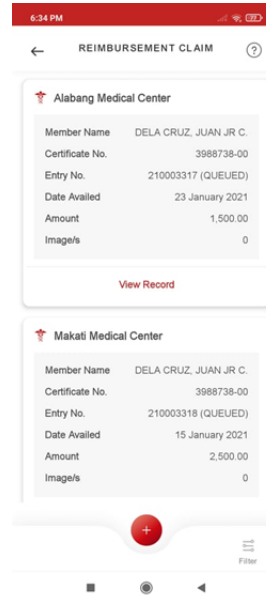 6:34 PM
REIMBURSEMENT CLAIM
?
Alabang Medical Center
Member Name DELA CRUZ, JUAN JR C.
Certificate No. 3988738-00
Entry No. 210003317 (QUEUED)
Date Availed 23 January 2021
Amount 1,500.00
Image/s 0
View Record
Makati Medical Center
Member Name DELA CRUZ, JUAN JR C.
Certificate No. 3988738-00
Entry No. 210003318 (QUEUED)
Date Availed 15 January 2021
Amount 2,500.00
Image/s 0
+
Filter